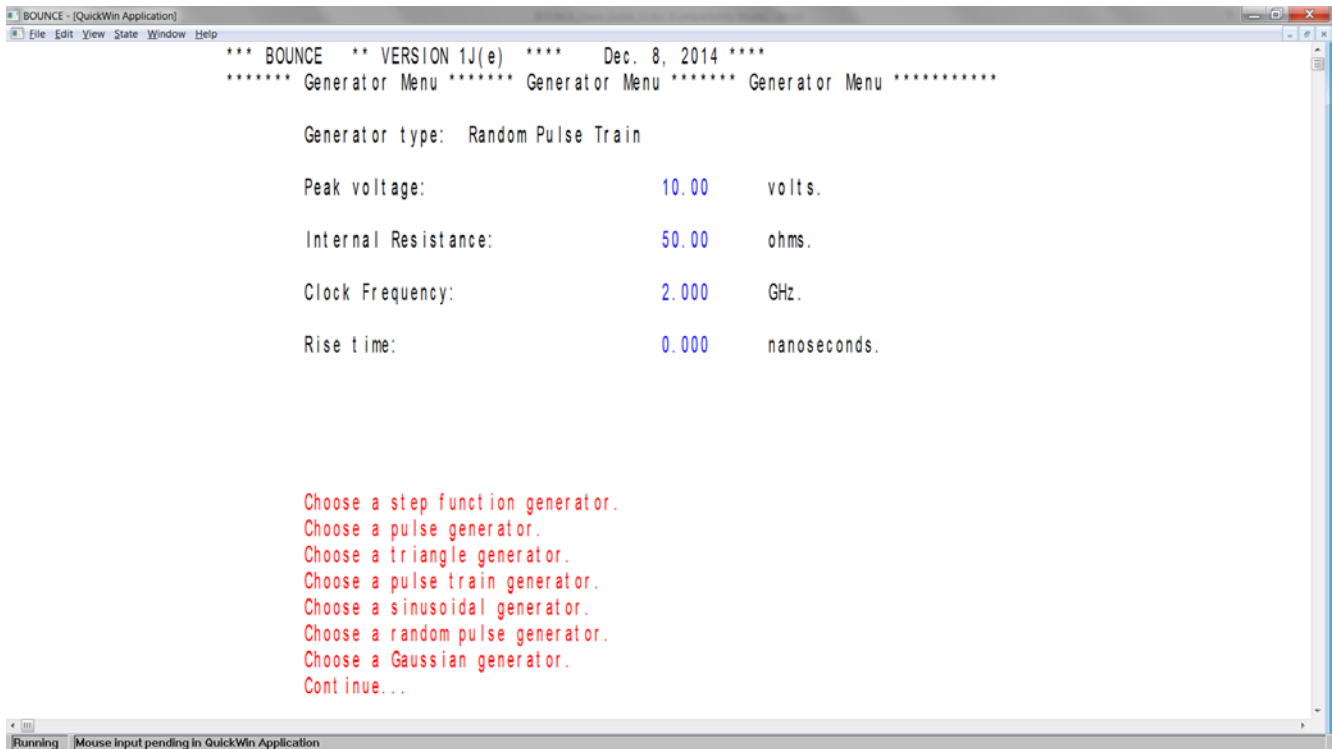 BOUNCE - [QuickWin Application]
File Edit View State Window Help
*** BOUNCE ** VERSION 1J(e) **** Dec. 8, 2014 ****
******* Generator Menu ******* Generator Menu ******* Generator Menu ***********
Generator type: Random Pulse Train
Peak voltage: 10.00 volts.
Internal Resistance: 50.00 ohms.
Clock Frequency: 2.000 GHz.
Rise time: 0.000 nanoseconds.
Choose a step function generator.
Choose a pulse generator.
Choose a triangle generator.
Choose a pulse train generator.
Choose a sinusoidal generator.
Choose a random pulse generator.
Choose a Gaussian generator.
Continue...
Running Mouse input pending in QuickWin Application